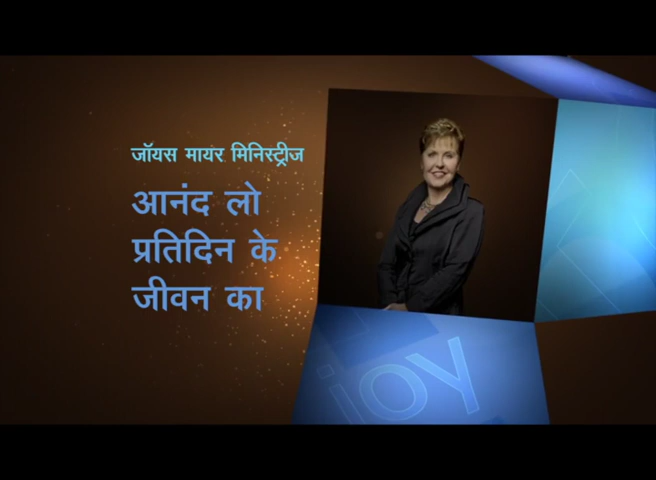 जॉयस मायर मिनिस्ट्रीज
आनंद लो
प्रतिदिन के
जीवन का
joy